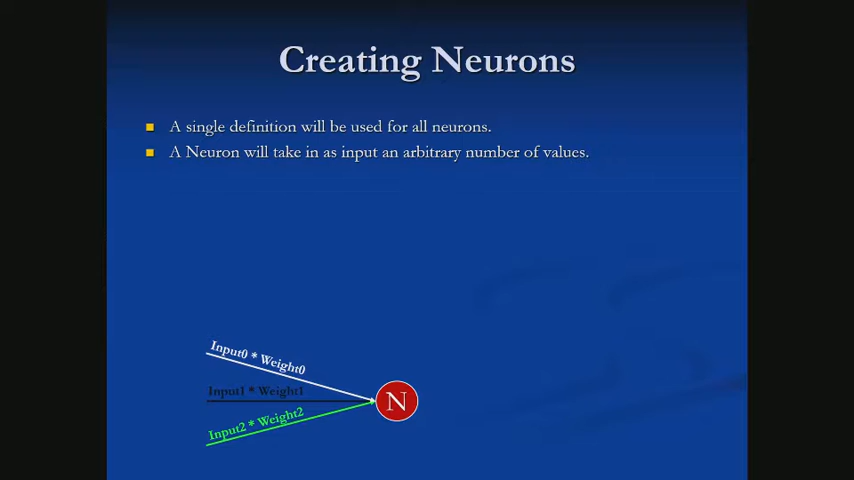 Creating Neurons
A single definition will be used for all neurons.
A Neuron will take in as input an arbitrary number of values.
Input0 * Weight0
Input1 * Weight1
N
Input2 * Weight2